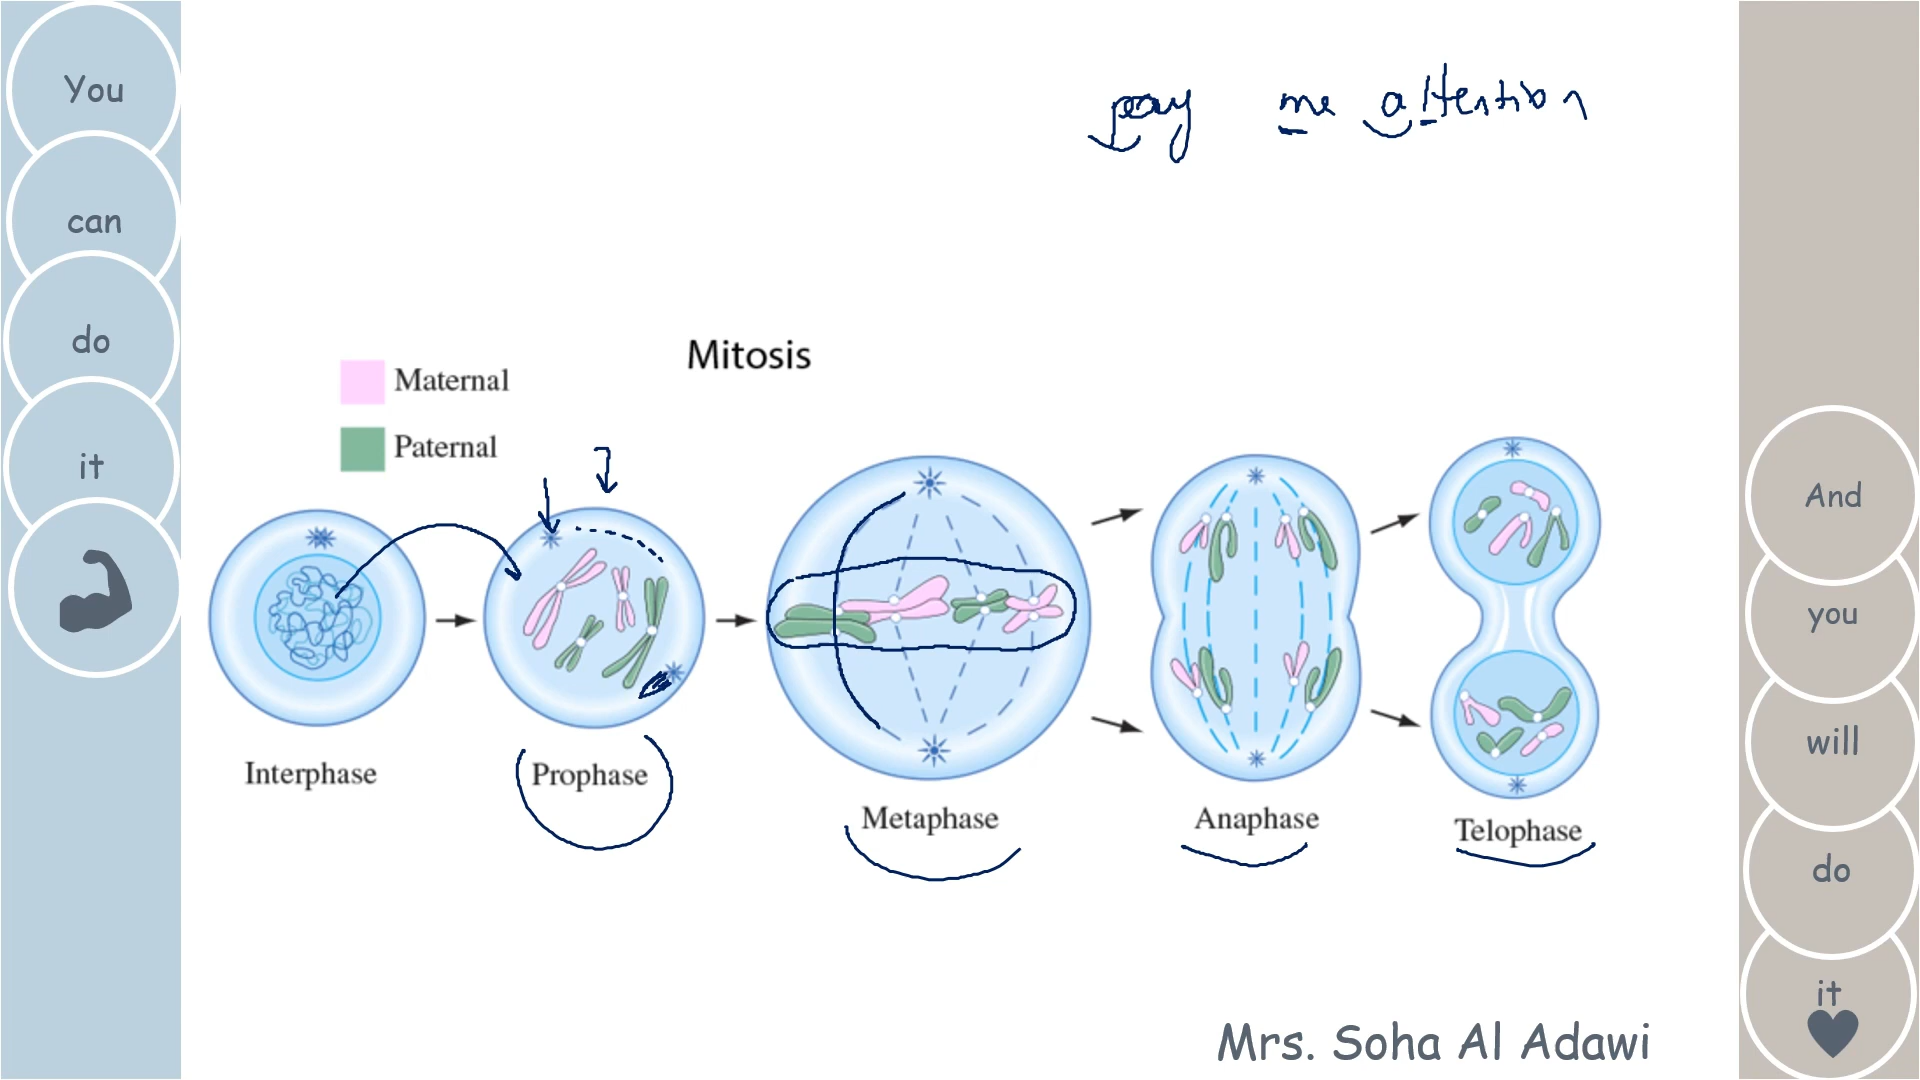 You
can
do
it
pay me attention
Mitosis
Maternal
Paternal
Interphase
Prophase
Metaphase
Anaphase
Telophase
And
you
will
do
it
Mrs. Soha Al Adawi